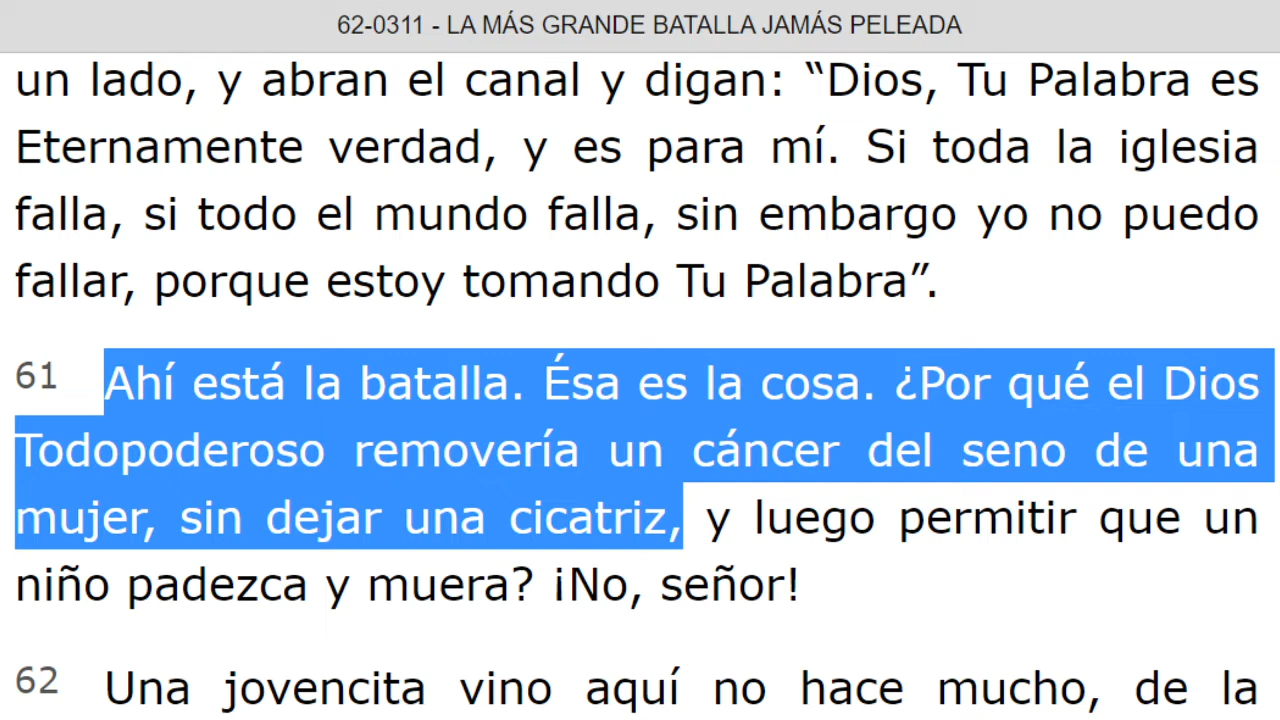 62-0311 - LA MÁS GRANDE BATALLA JAMÁS PELEADA
un lado, y abran el canal y digan: “Dios, Tu Palabra es
Eternamente verdad, y es para mí. Si toda la iglesia
falla, si todo el mundo falla, sin embargo yo no puedo
fallar, porque estoy tomando Tu Palabra”.
61 Ahí está la batalla. Ésa es la cosa. ¿Por qué el Dios
Todopoderoso removería un cáncer del seno de una
mujer, sin dejar una cicatriz, y luego permitir que un
niño padezca y muera? ¡No, señor!
62 Una jovencita vino aquí no hace mucho, de la